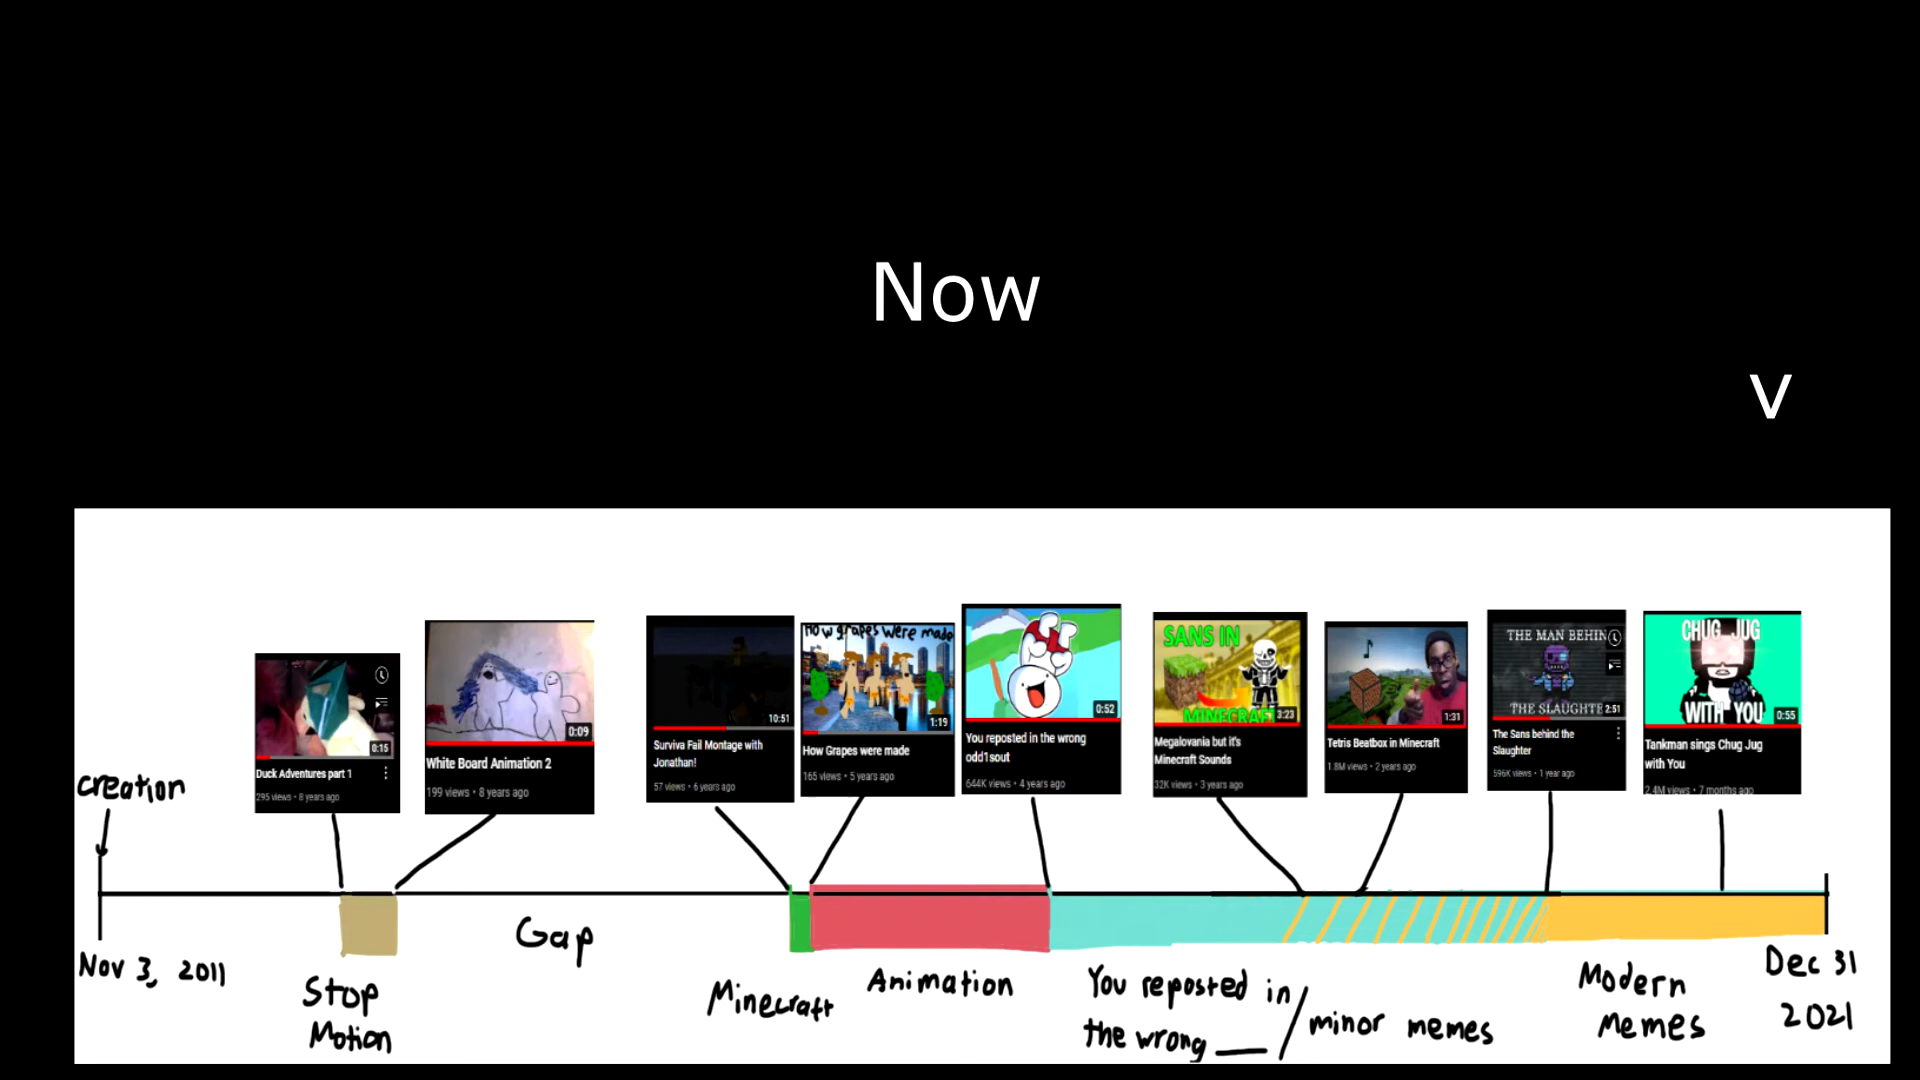 Now
v
creation
Nov 3, 2011
0:15
Duck Adventures part 1
295 views • 8 years ago
0:09
White Board Animation 2
199 views • 8 years ago
10:51
Surviva Fail Montage with
Jonathan!
57 views • 6 years ago
How grapes were made
1:19
How Grapes were made
165 views • 5 years ago
0:52
You reposted in the wrong
odd1sout
644K views • 4 years ago
SANS IN
MINECRAFT
3:23
Megalovania but it's
Minecraft Sounds
32K views • 3 years ago
1:31
Tetris Beatbox in Minecraft
1.8M views • 2 years ago
THE MAN BEHIN
THE SLAUGHTE
2:51
The Sans behind the
Slaughter
596K views • 1 year ago
CHUG JUG
WITH YOU
0:55
Tankman sings Chug Jug
with You
2.4M views • 7 months ago
Stop
Motion
Gap
Minecraft
Animation
You reposted in
the wrong ___ / minor memes
Modern
Memes
Dec 31
2021